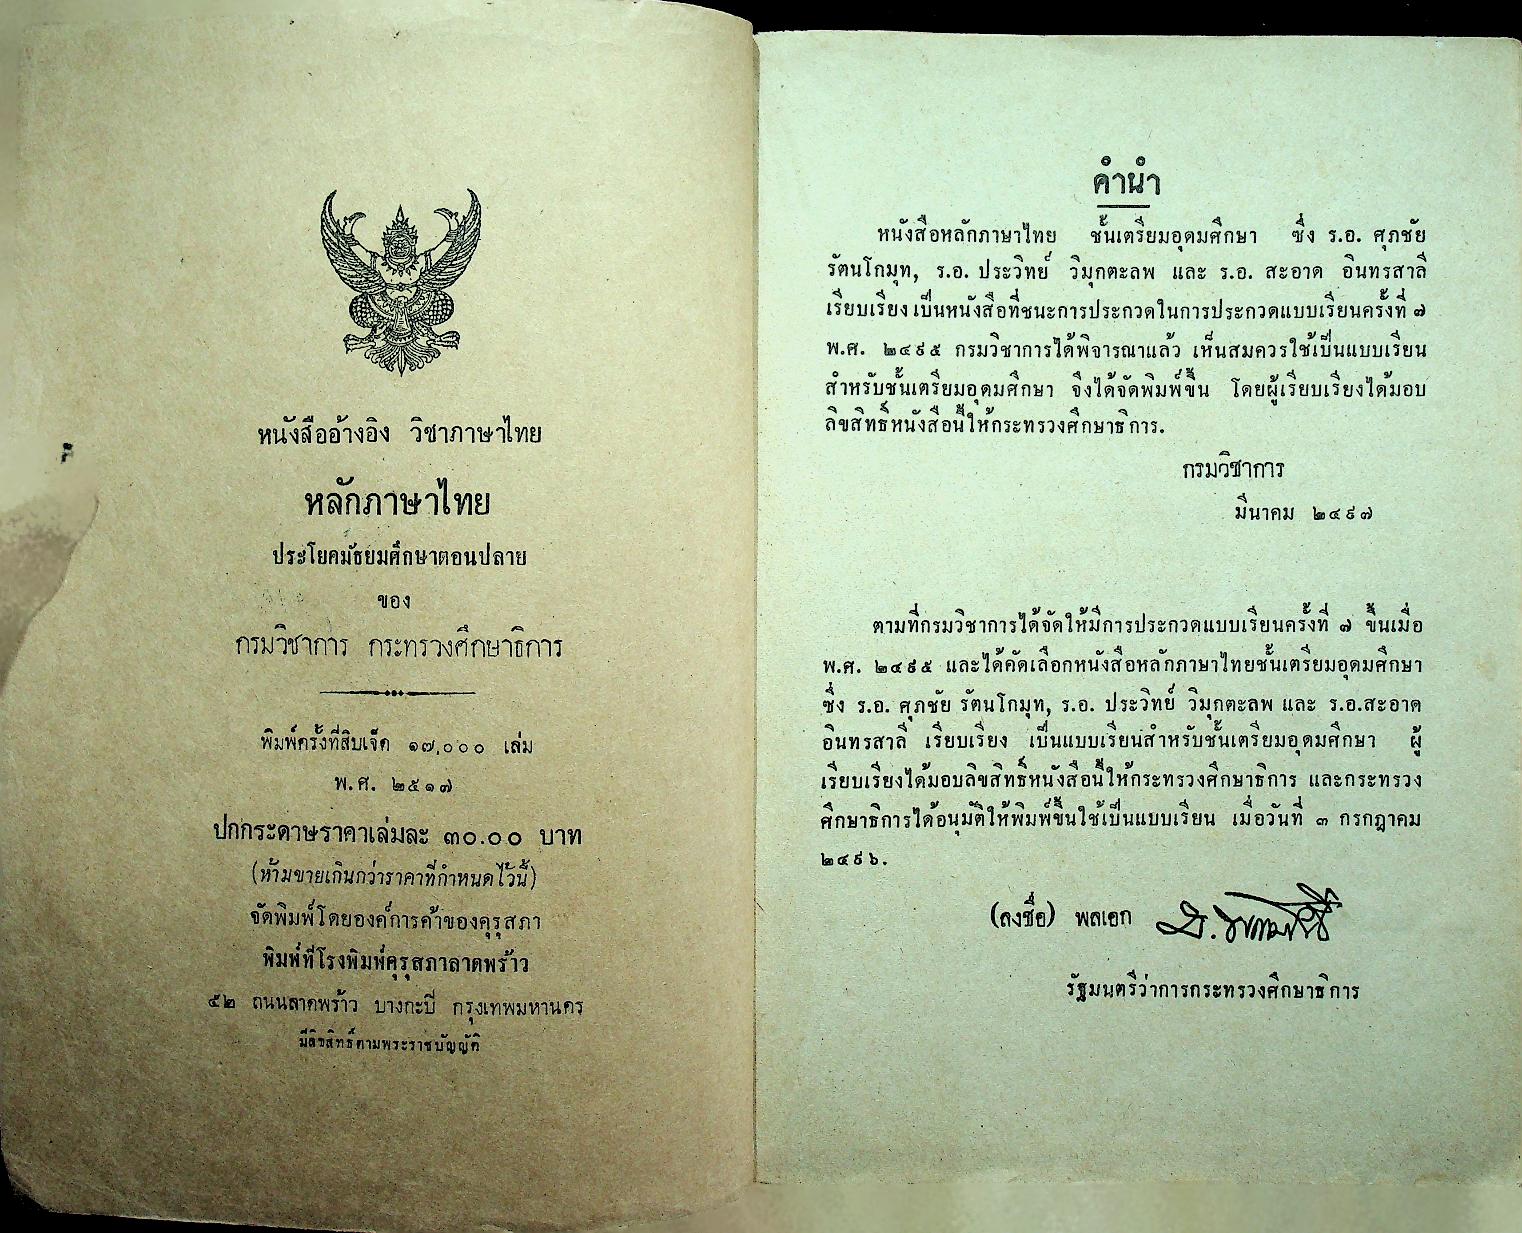 หนังสืออ้างอิง วิชาภาษาไทย
หลักภาษาไทย
ประโยคมัธยมศึกษาตอนปลาย
ของ
กรมวิชาการ กระทรวงศึกษาธิการ
พิมพ์ครั้งที่สิบเจ็ด ๑๗,๐๐๐ เล่ม
พ.ศ. ๒๕๑๗
ปกกระดาษราคาเล่มละ ๓๐.๐๐ บาท
(ห้ามขายเกินกว่าราคาที่กำหนดไว้นี้)
จัดพิมพ์โดยองค์การค้าของคุรุสภา
พิมพ์ที่โรงพิมพ์คุรุสภาลาดพร้าว
๕๒ ถนนลาดพร้าว บางกะปิ กรุงเทพมหานคร
มีลิขสิทธิ์ตามพระราชบัญญัติ
คำนำ
หนังสือหลักภาษาไทย ชั้นเตรียมอุดมศึกษา ซึ่ง ร.อ. ศุภชัย
รัตนโกมุท, ร.อ. ประวิทย์ วิมุกตะลพ และ ร.อ. สะอาด อินทรสาลี
เรียบเรียง เป็นหนังสือที่ชนะการประกวดในการประกวดแบบเรียนครั้งที่ ๗
พ.ศ. ๒๔๙๕ กรมวิชาการได้พิจารณาแล้ว เห็นสมควรใช้เป็นแบบเรียน
สำหรับชั้นเตรียมอุดมศึกษา จึงได้จัดพิมพ์ขึ้น โดยผู้เรียบเรียงได้มอบ
ลิขสิทธิ์หนังสือนี้ให้กระทรวงศึกษาธิการ.
กรมวิชาการ
มีนาคม ๒๔๙๗
ตามที่กรมวิชาการได้จัดให้มีการประกวดแบบเรียนครั้งที่ ๗ ขึ้นเมื่อ
พ.ศ. ๒๔๙๕ และได้คัดเลือกหนังสือหลักภาษาไทยชั้นเตรียมอุดมศึกษา
ซึ่ง ร.อ. ศุภชัย รัตนโกมุท, ร.อ. ประวิทย์ วิมุกตะลพ และ ร.อ.สะอาด
อินทรสาลี เรียบเรียง เป็นแบบเรียนสำหรับชั้นเตรียมอุดมศึกษา ผู้
เรียบเรียงได้มอบลิขสิทธิ์หนังสือนี้ให้กระทรวงศึกษาธิการ และกระทรวง
ศึกษาธิการได้อนุมัติให้พิมพ์ขึ้นใช้เป็นแบบเรียน เมื่อวันที่ ๓ กรกฎาคม
๒๔๙๖.
(ลงชื่อ) พลเอก
รัฐมนตรีว่าการกระทรวงศึกษาธิการ